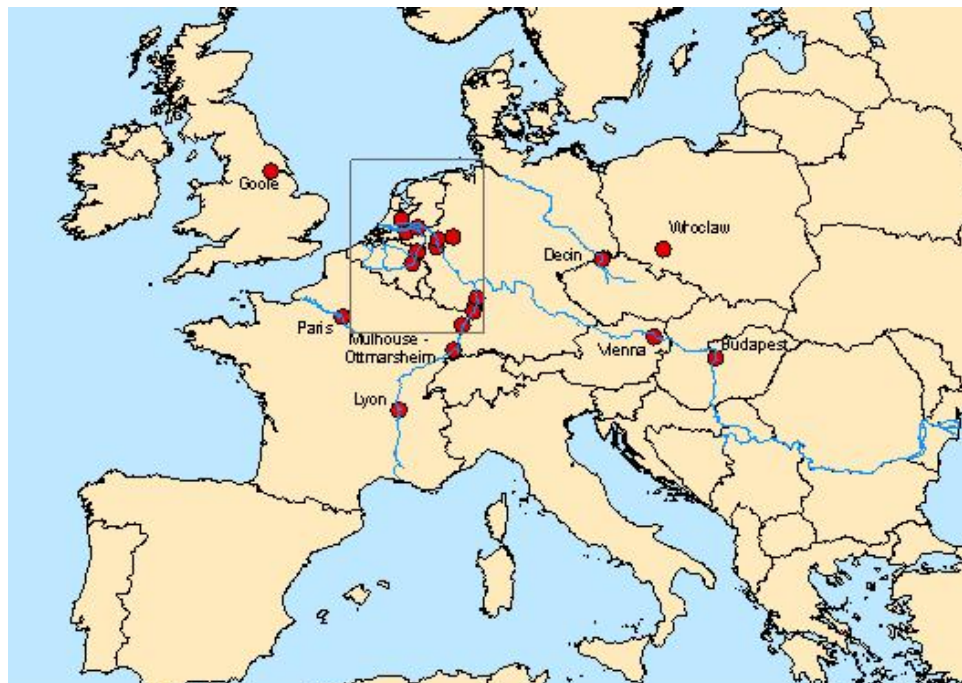 Goole
Wroclaw
Decin
Paris
Mulhouse -
Ottmarsheim
Vienna
Budapest
Lyon